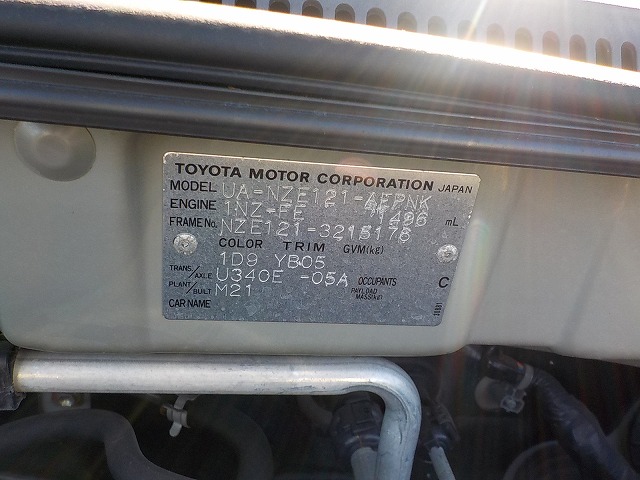 TOYOTA MOTOR CORPORATION JAPAN
MODEL UA-NZE121-AEPNK
ENGINE 1NZ-FE 1496 mL
FRAME No. NZE121-3215176
COLOR TRIM GVM(kg)
1D9 YB05
TRANS./AXLE U340E -05A OCCUPANTS C
PLANT/BUILT M21 PAYLOAD MASS(kg)
CAR NAME